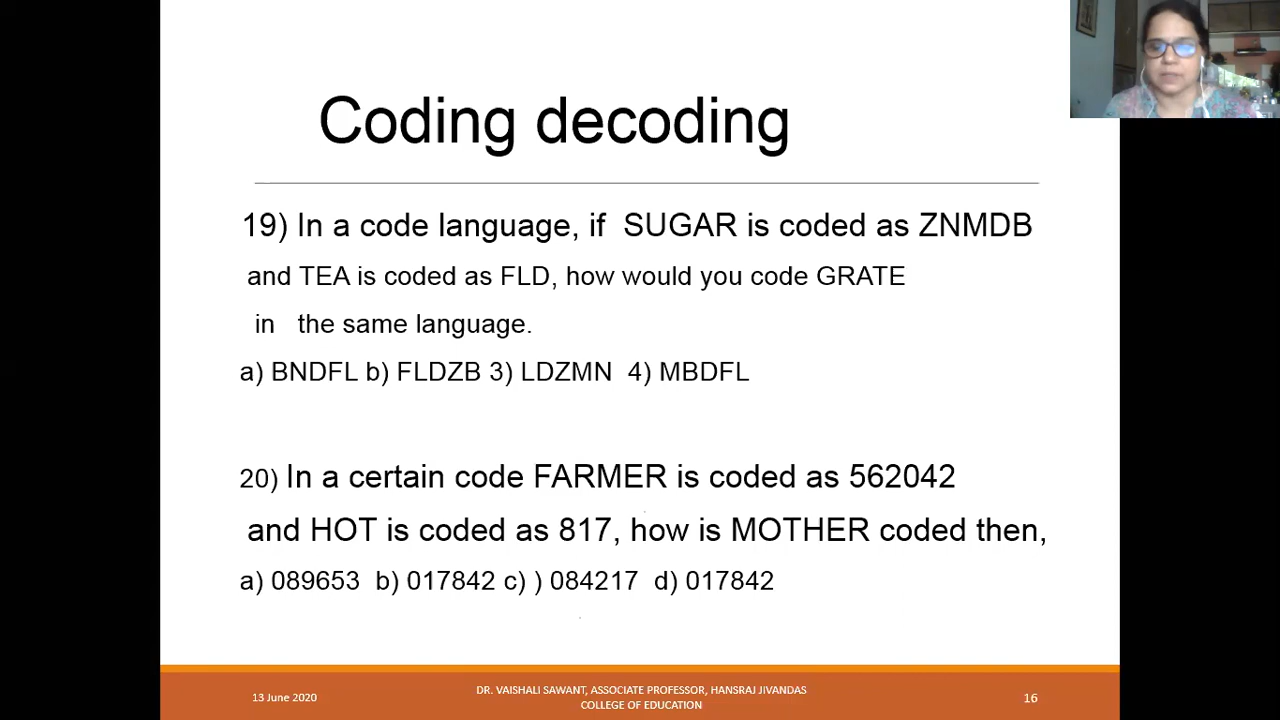 Coding decoding
19) In a code language, if SUGAR is coded as ZNMDB
and TEA is coded as FLD, how would you code GRATE
in the same language.
a) BNDFL b) FLDZB 3) LDZMN 4) MBDFL
20) In a certain code FARMER is coded as 562042
and HOT is coded as 817, how is MOTHER coded then,
a) 089653 b) 017842 c) ) 084217 d) 017842
13 June 2020
DR. VAISHALI SAWANT, ASSOCIATE PROFESSOR, HANSRAJ JIVANDAS
COLLEGE OF EDUCATION
16